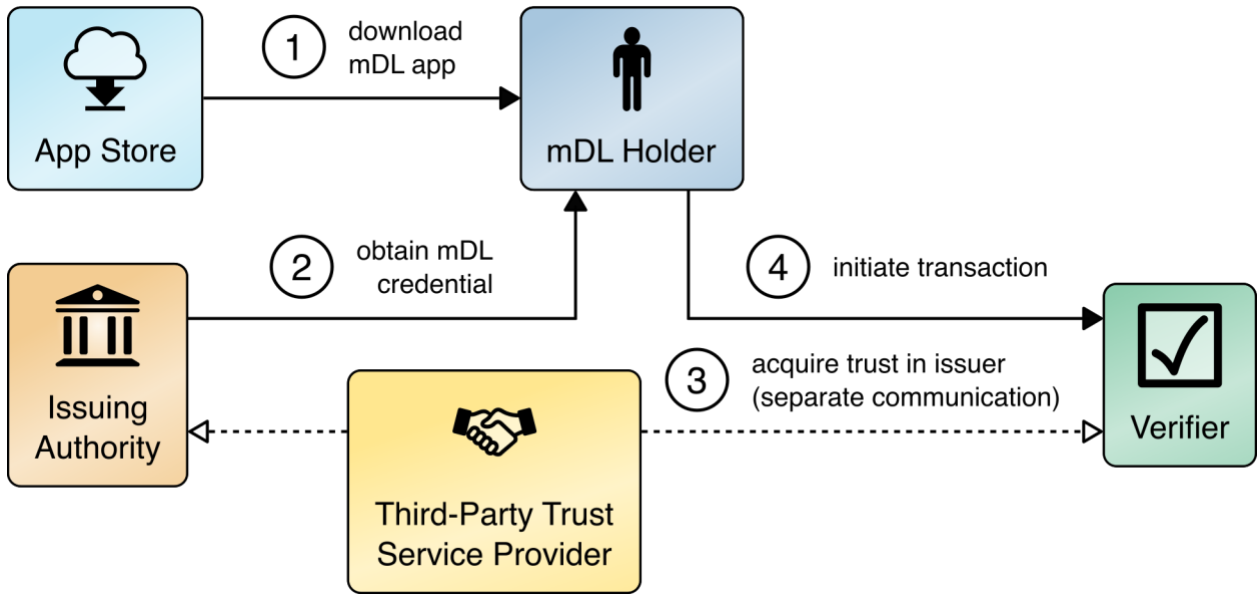 1
download
mDL app
App Store
mDL Holder
2
obtain mDL
credential
4
initiate transaction
Issuing
Authority
3
acquire trust in issuer
(separate communication)
Verifier
Third-Party Trust
Service Provider